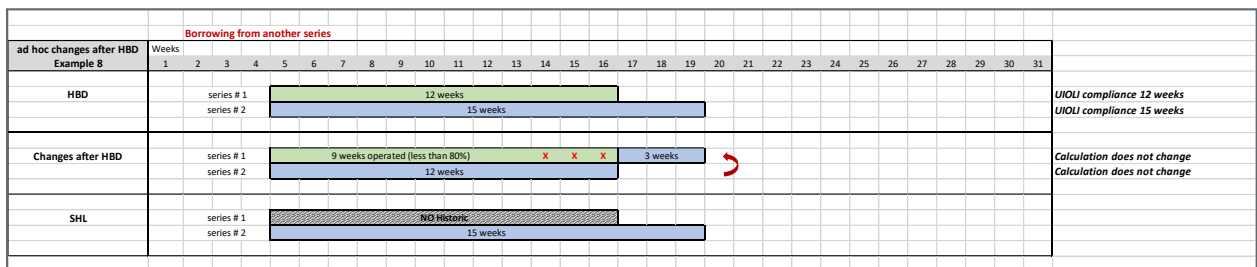 Borrowing from another series
ad hoc changes after HBD Weeks
Example 8 1 2 3 4 5 6 7 8 9 10 11 12 13 14 15 16 17 18 19 20 21 22 23 24 25 26 27 28 29 30 31
HBD series # 1 12 weeks UIOLI compliance 12 weeks
series # 2 15 weeks UIOLI compliance 15 weeks
Changes after HBD series # 1 9 weeks operated (less than 80%) X X X 3 weeks Calculation does not change
series # 2 12 weeks Calculation does not change
SHL series # 1 NO Historic
series # 2 15 weeks